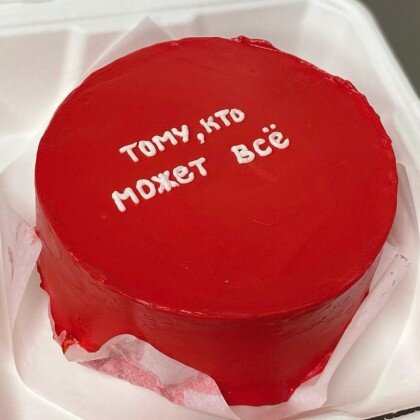 тому, кто
может всё